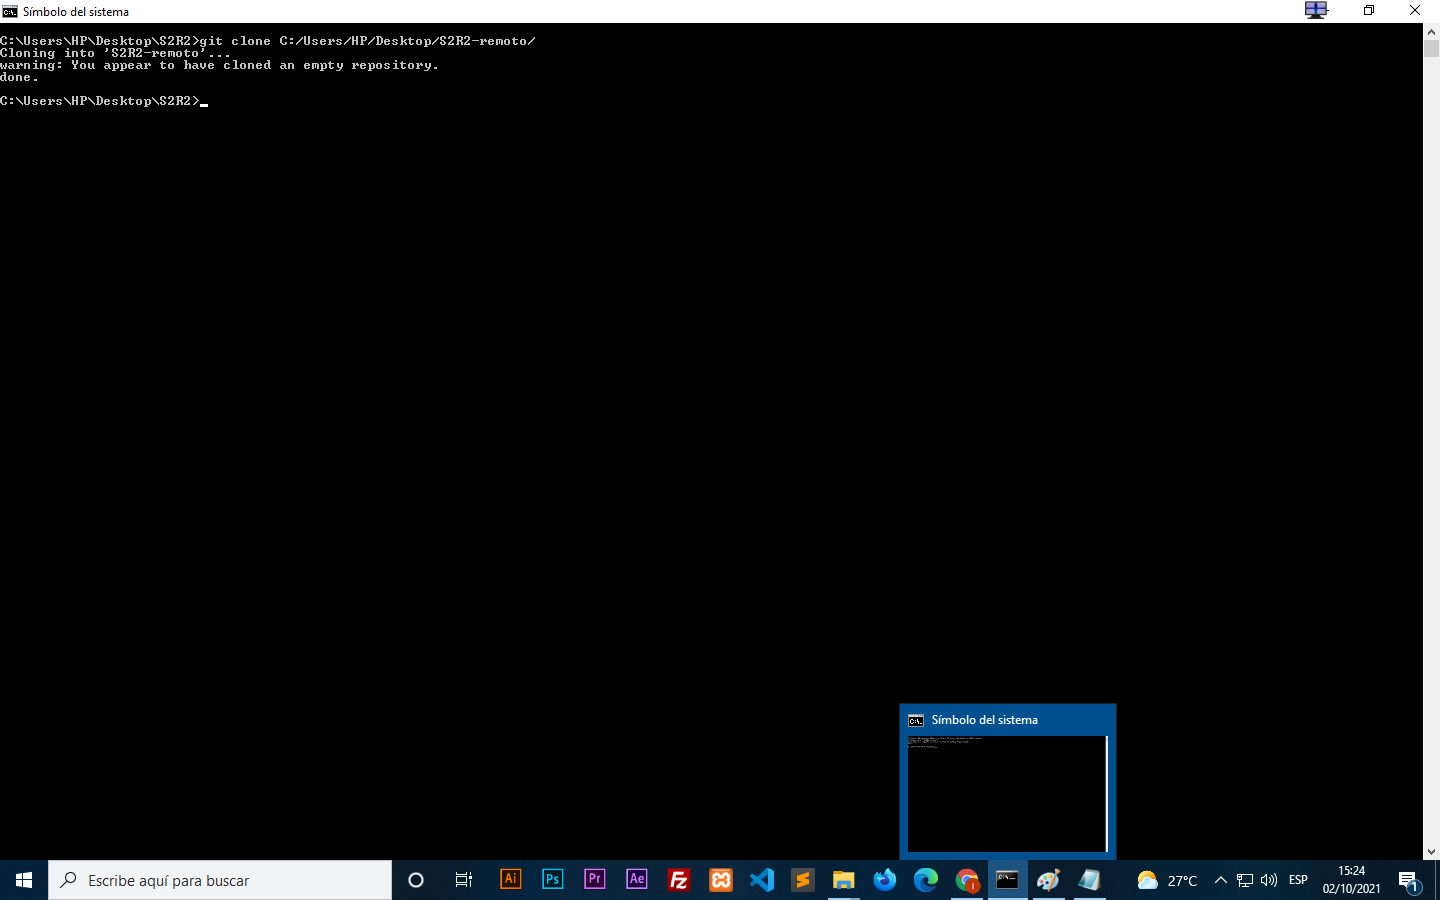 Símbolo del sistema
C:\Users\HP\Desktop\S2R2>git clone C:/Users/HP/Desktop/S2R2-remoto/
Cloning into 'S2R2-remoto'...
warning: You appear to have cloned an empty repository.
done.
C:\Users\HP\Desktop\S2R2>
Símbolo del sistema
Escribe aquí para buscar
Ai
Ps
Pr
Ae
Fz
27°C
ESP
15:24
02/10/2021
1